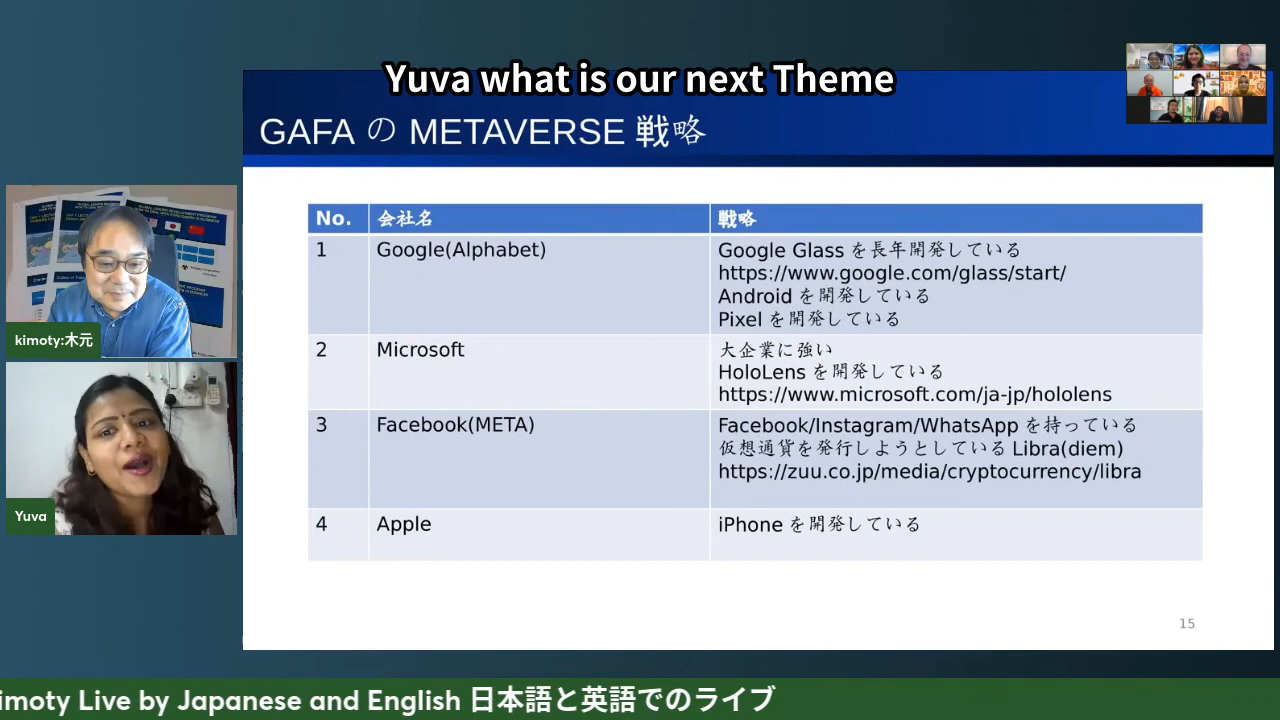 Yuva what is our next Theme
GAFA の METAVERSE 戦略
No. 会社名 戦略
1 Google(Alphabet) Google Glass を長年開発している
https://www.google.com/glass/start/
Android を開発している
Pixel を開発している
2 Microsoft 大企業に強い
HoloLens を開発している
https://www.microsoft.com/ja-jp/hololens
3 Facebook(META) Facebook/Instagram/WhatsApp を持っている
仮想通貨を発行しようとしている Libra(diem)
https://zuu.co.jp/media/cryptocurrency/libra
4 Apple iPhone を開発している
15
kimoty:木元
Yuva
imoty Live by Japanese and English 日本語と英語でのライブ